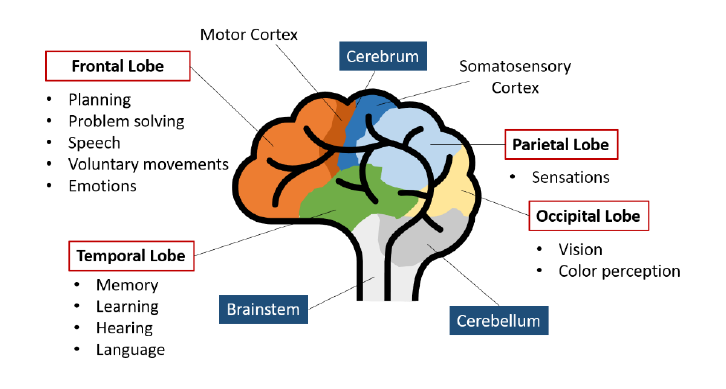 Motor Cortex
Cerebrum
Somatosensory
Cortex
Frontal Lobe
• Planning
• Problem solving
• Speech
• Voluntary movements
• Emotions
Parietal Lobe
• Sensations
Occipital Lobe
• Vision
• Color perception
Temporal Lobe
• Memory
• Learning
• Hearing
• Language
Brainstem
Cerebellum